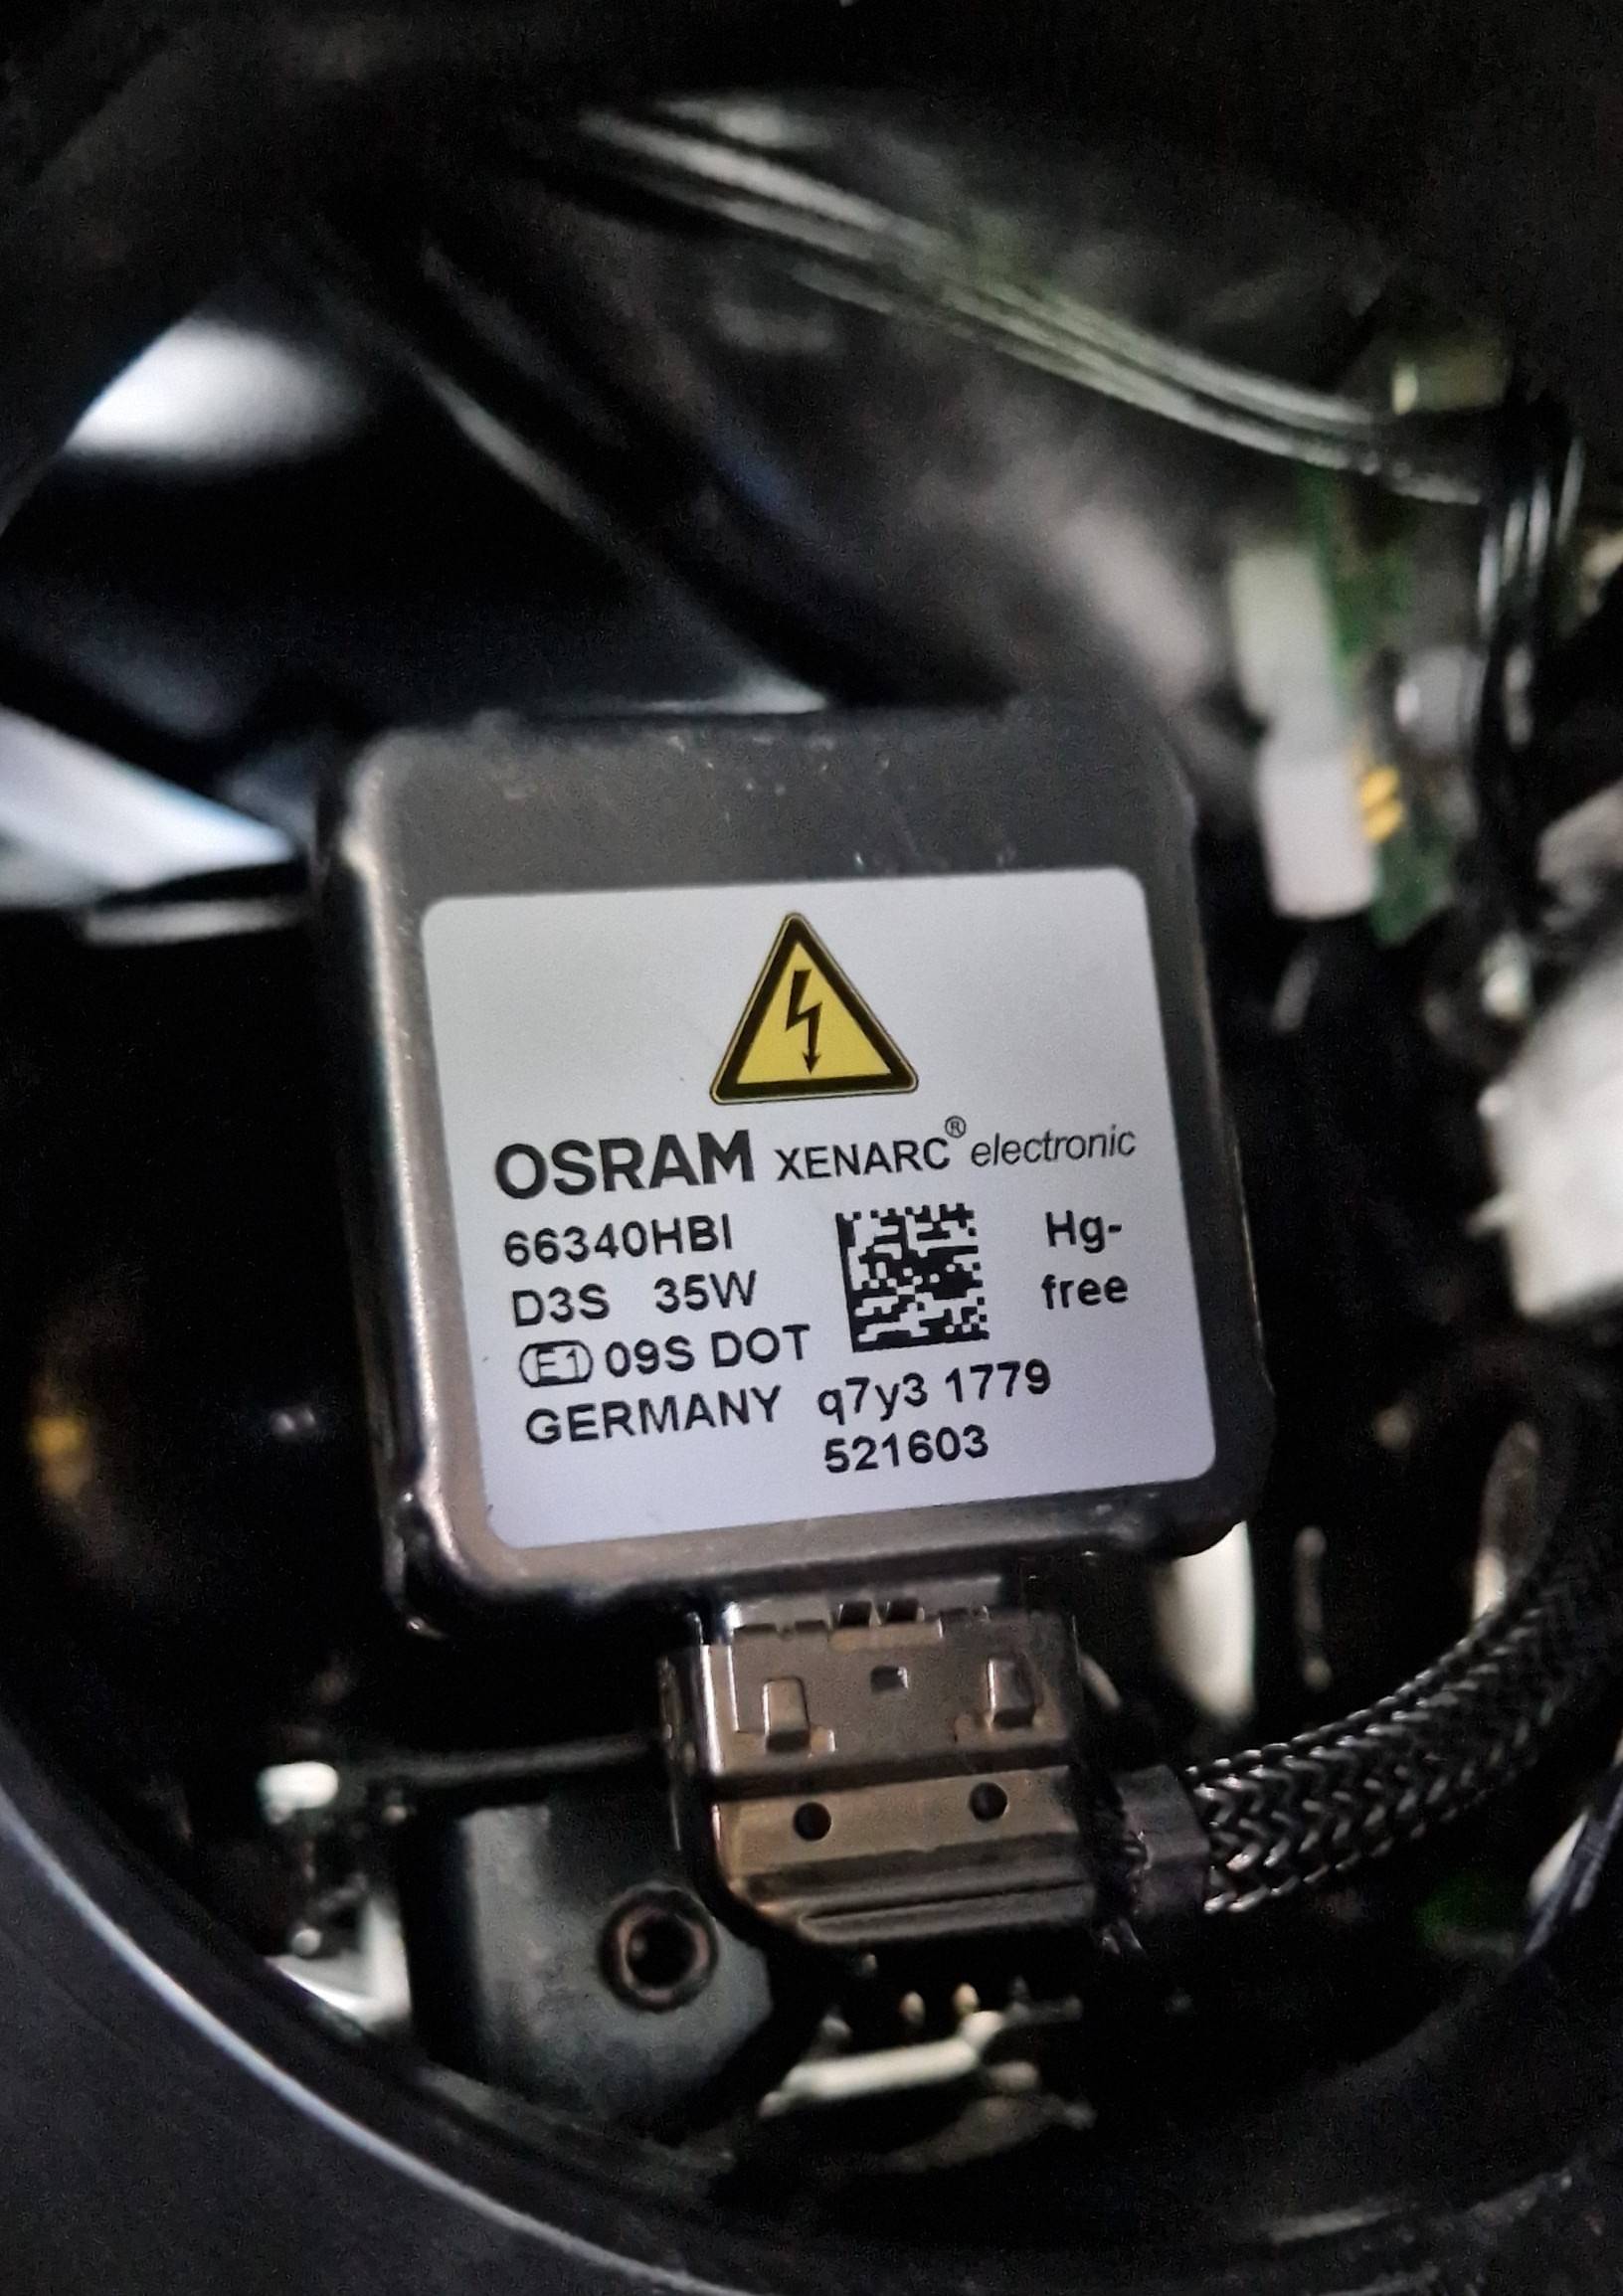 OSRAM XENARC® electronic
66340HBI
Hg-
D3S 35W
free
E1 09S DOT
GERMANY q7y3 1779
521603